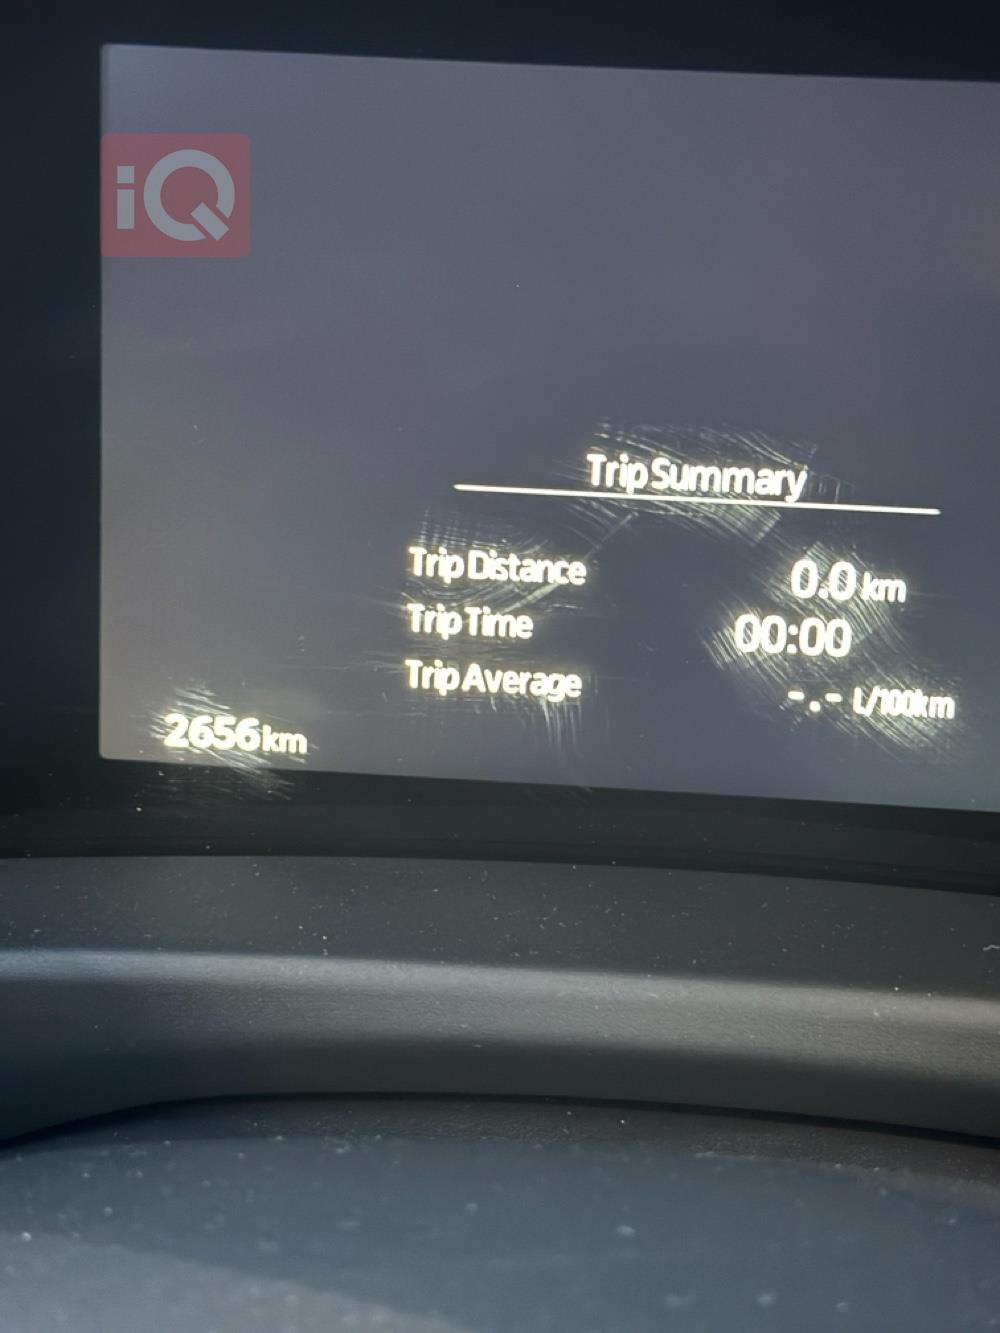 iQ
Trip Summary
Trip Distance 0.0 km
Trip Time 00:00
Trip Average -.- L/100km
2656 km